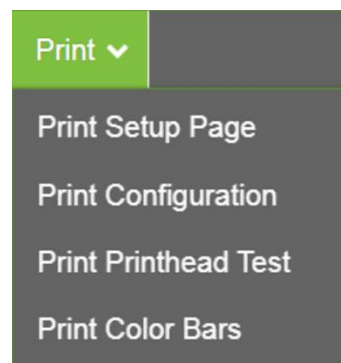 Print
Print Setup Page
Print Configuration
Print Printhead Test
Print Color Bars